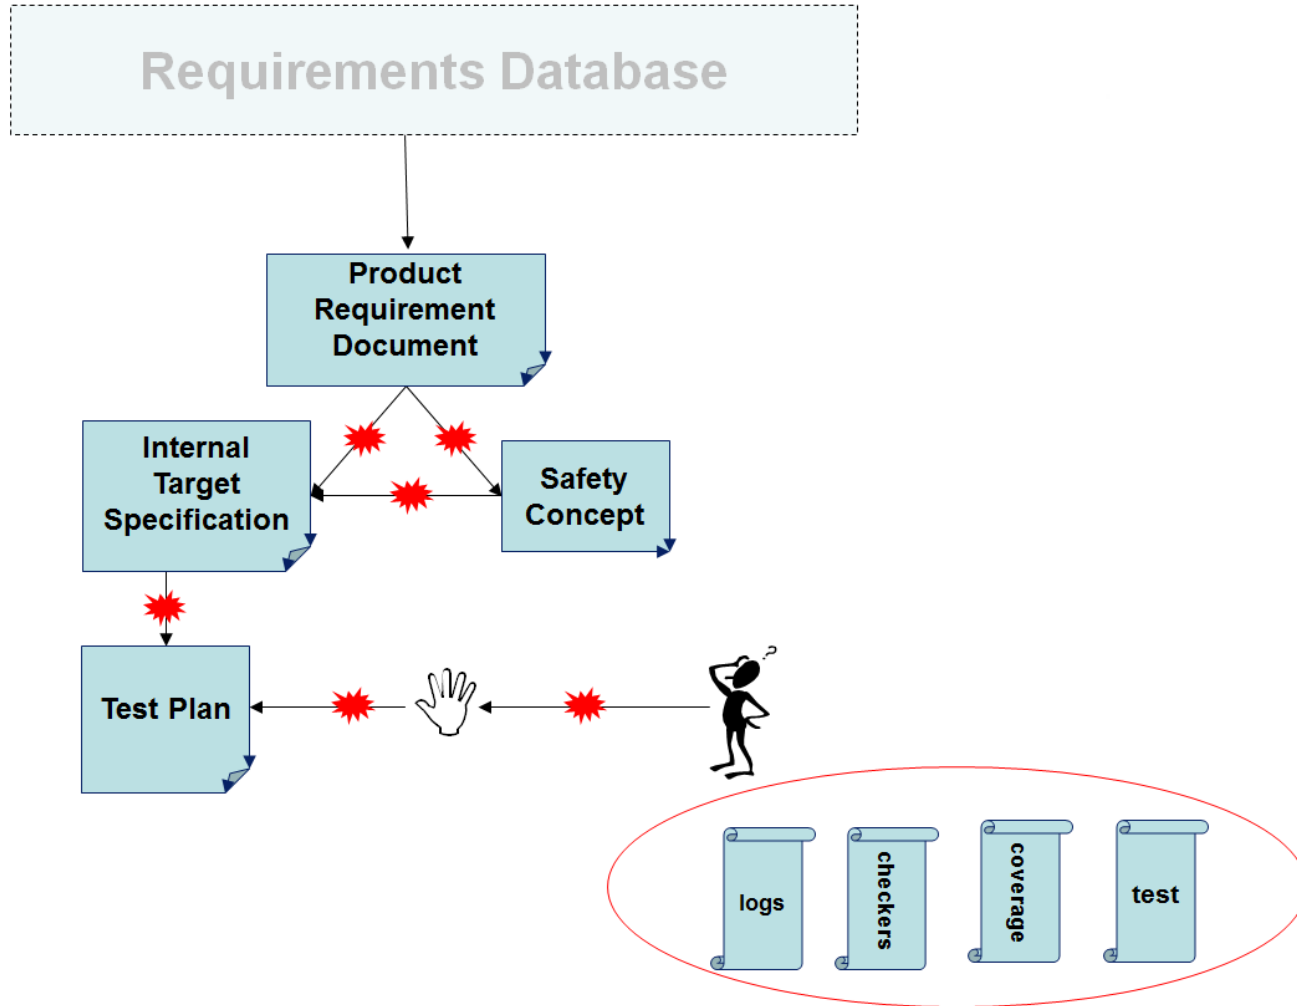 Requirements Database
Product
Requirement
Document
Internal
Target
Specification
Safety
Concept
Test Plan
?
logs
checkers
coverage
test